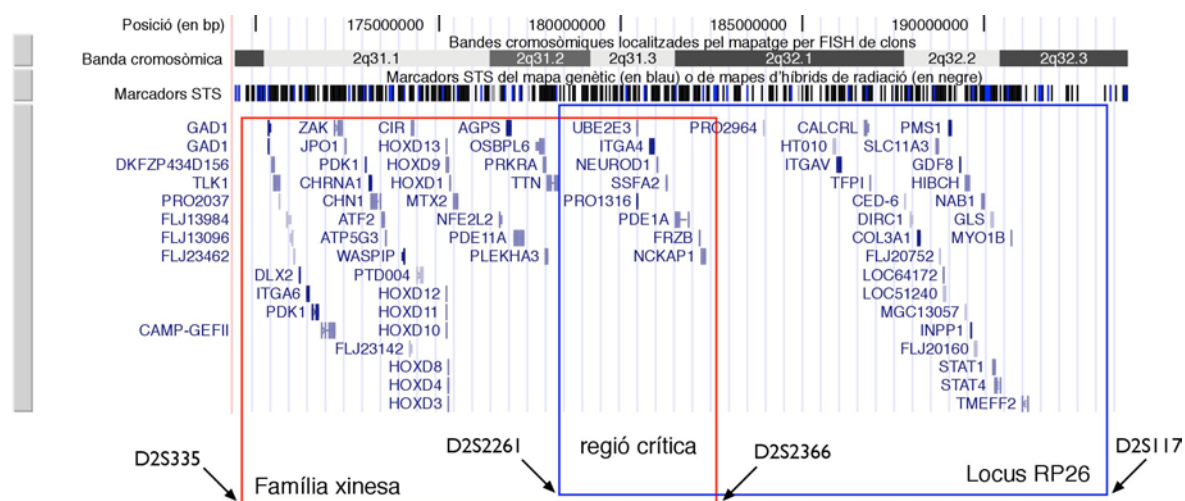 Posició (en bp) 175000000 180000000 185000000 190000000
Bandes cromosòmiques localitzades pel mapatge per FISH de clons
Banda cromosòmica 2q31.1 2q31.2 2q31.3 2q32.1 2q32.2 2q32.3
Marcadors STS del mapa genètic (en blau) o de mapes d'híbrids de radiació (en negre)
Marcadors STS
GAD1 ZAK CIR AGPS UBE2E3 PRO2964 CALCRL PMS1
GAD1 JPO1 HOXD13 OSBPL6 ITGA4 HT010 SLC11A3
DKFZP434D156 PDK1 HOXD9 PRKRA NEUROD1 ITGAV GDF8
TLK1 CHRNA1 HOXD1 TTN SSFA2 TFPI HIBCH
PRO2037 CHN1 MTX2 PRO1316 CED-6 NAB1
FLJ13984 ATF2 NFE2L2 PDE1A DIRC1 GLS
FLJ13096 ATP5G3 PDE11A FRZB COL3A1 MYO1B
FLJ23462 WASPIP PLEKHA3 NCKAP1 FLJ20752
DLX2 PTD004 LOC64172
ITGA6 HOXD12 LOC51240
PDK1 HOXD11 MGC13057
CAMP-GEFII HOXD10 INPP1
FLJ23142 FLJ20160
HOXD8 STAT1
HOXD4 STAT4
HOXD3 TMEFF2
D2S335 D2S2261 regió crítica D2S2366 D2S117
Família xinesa Locus RP26